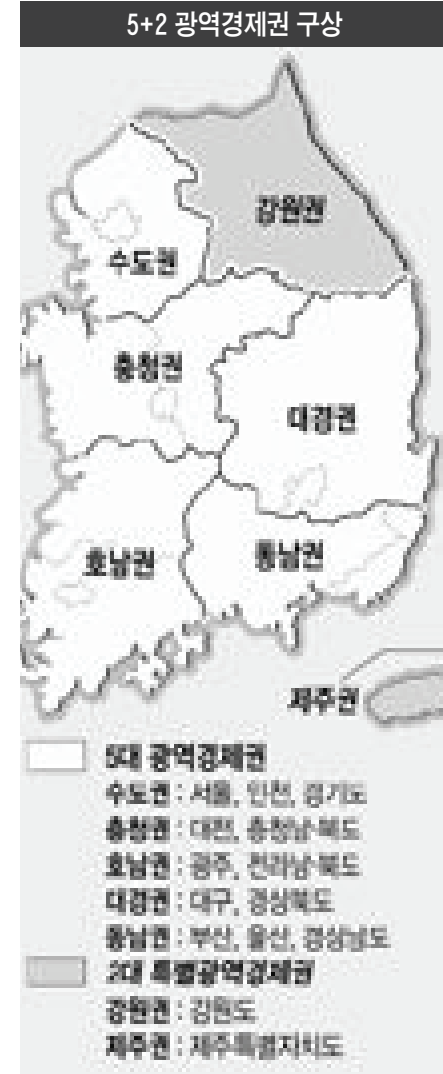 5+2 광역경제권 구상
강원권
수도권
충청권
대경권
호남권
동남권
제주권
5대 광역경제권
수도권 : 서울, 인천, 경기도
충청권 : 대전, 충청남·북도
호남권 : 광주, 전라남·북도
대경권 : 대구, 경상북도
동남권 : 부산, 울산, 경상남도
2대 특별광역경제권
강원권 : 강원도
제주권 : 제주특별자치도